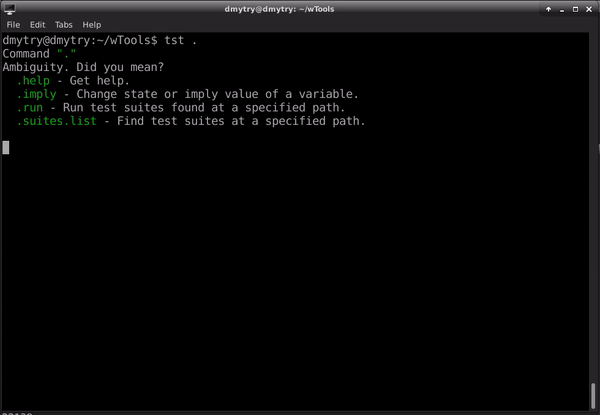 dmytry@dmytry: ~/wTools
File Edit Tabs Help
dmytry@dmytry:~/wTools$ tst .
Command "."
Ambiguity. Did you mean?
.help - Get help.
.imply - Change state or imply value of a variable.
.run - Run test suites found at a specified path.
.suites.list - Find test suites at a specified path.